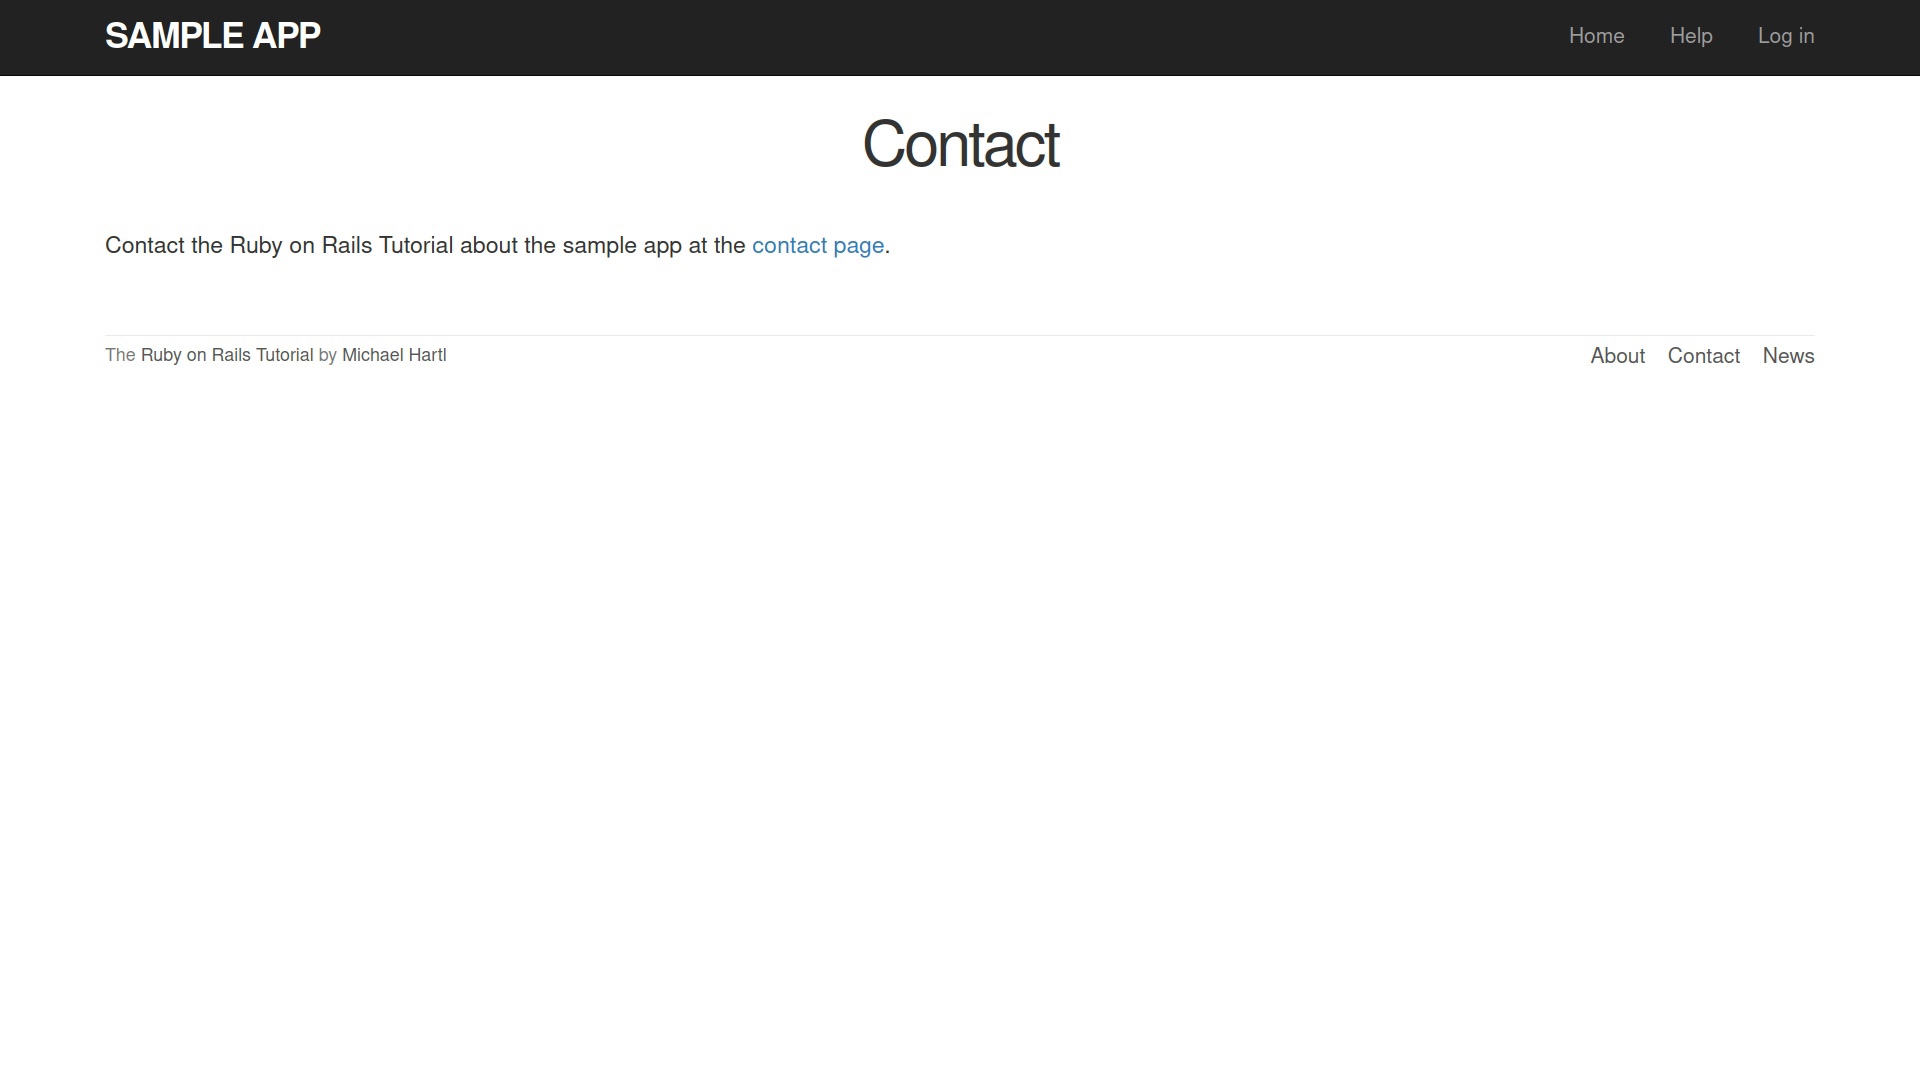 SAMPLE APP Home Help Log in
Contact
Contact the Ruby on Rails Tutorial about the sample app at the contact page.
The Ruby on Rails Tutorial by Michael Hartl About Contact News